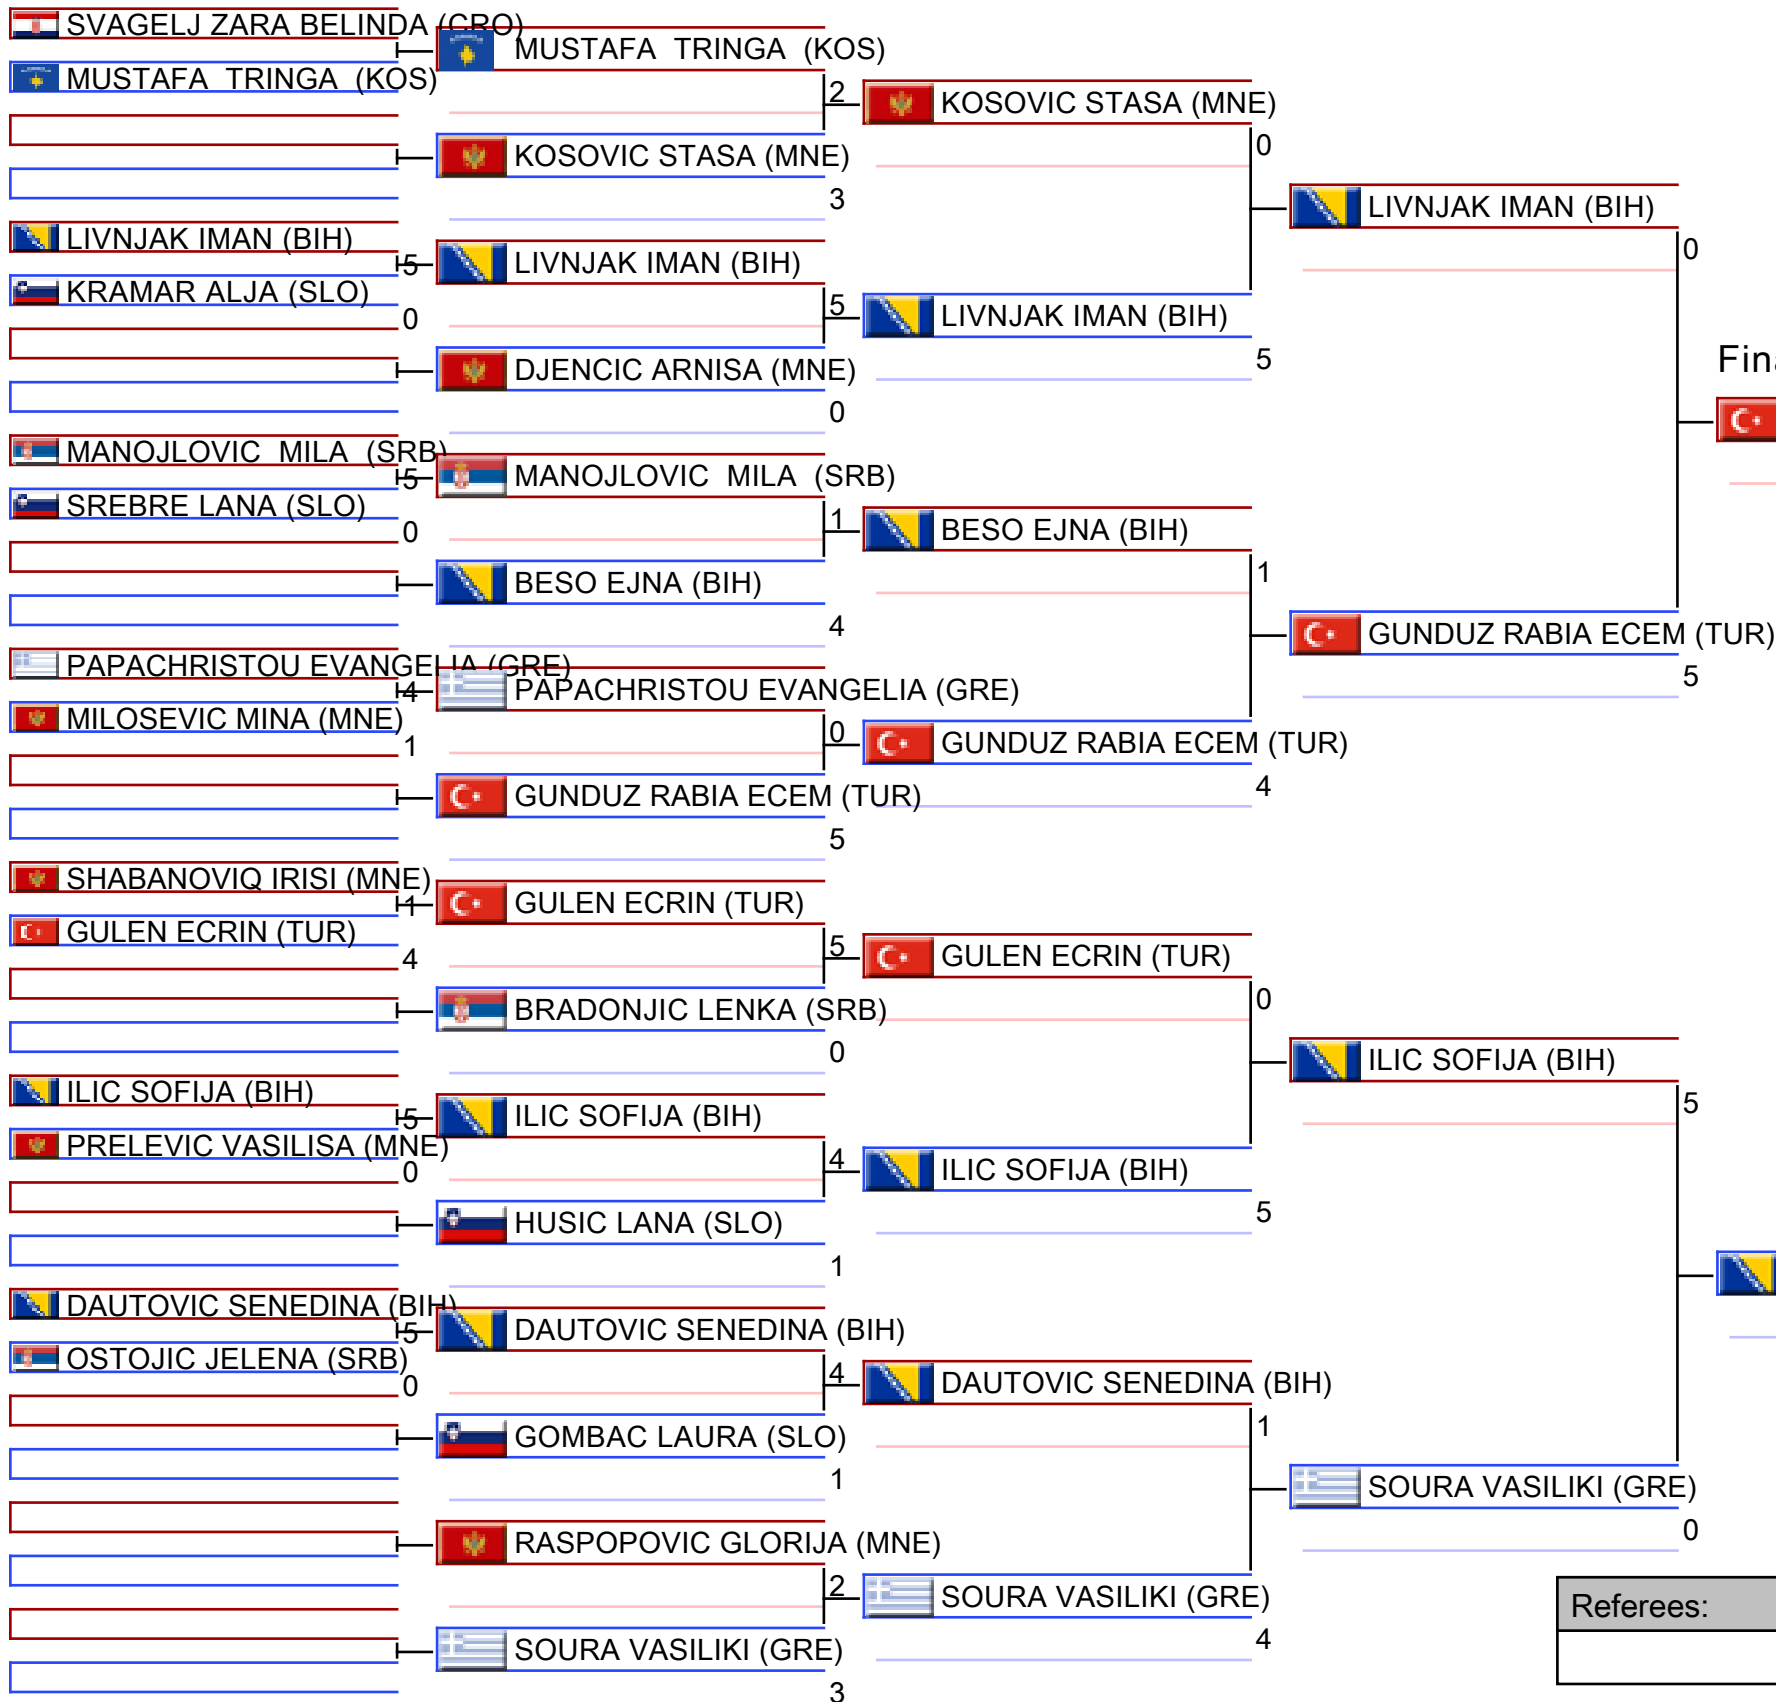 SVAGELJ ZARA BELINDA (CRO)
MUSTAFA TRINGA (KOS)
LIVNJAK IMAN (BIH)
5
KRAMAR ALJA (SLO)
0
MANOJLOVIC MILA (SRB)
5
SREBRE LANA (SLO)
0
PAPACHRISTOU EVANGELIA (GRE)
4
MILOSEVIC MINA (MNE)
1
SHABANOVIQ IRISI (MNE)
1
GULEN ECRIN (TUR)
4
ILIC SOFIJA (BIH)
5
PRELEVIC VASILISA (MNE)
0
DAUTOVIC SENEDINA (BIH)
5
OSTOJIC JELENA (SRB)
0
MUSTAFA TRINGA (KOS)
2
KOSOVIC STASA (MNE)
3
LIVNJAK IMAN (BIH)
5
DJENCIC ARNISA (MNE)
0
MANOJLOVIC MILA (SRB)
1
BESO EJNA (BIH)
4
PAPACHRISTOU EVANGELIA (GRE)
0
GUNDUZ RABIA ECEM (TUR)
5
GULEN ECRIN (TUR)
5
BRADONJIC LENKA (SRB)
0
ILIC SOFIJA (BIH)
4
HUSIC LANA (SLO)
1
DAUTOVIC SENEDINA (BIH)
4
GOMBAC LAURA (SLO)
1
RASPOPOVIC GLORIJA (MNE)
2
SOURA VASILIKI (GRE)
3
KOSOVIC STASA (MNE)
0
LIVNJAK IMAN (BIH)
5
BESO EJNA (BIH)
1
GUNDUZ RABIA ECEM (TUR)
4
GULEN ECRIN (TUR)
0
ILIC SOFIJA (BIH)
5
DAUTOVIC SENEDINA (BIH)
1
SOURA VASILIKI (GRE)
4
LIVNJAK IMAN (BIH)
0
GUNDUZ RABIA ECEM (TUR)
5
ILIC SOFIJA (BIH)
5
SOURA VASILIKI (GRE)
0
Referees: